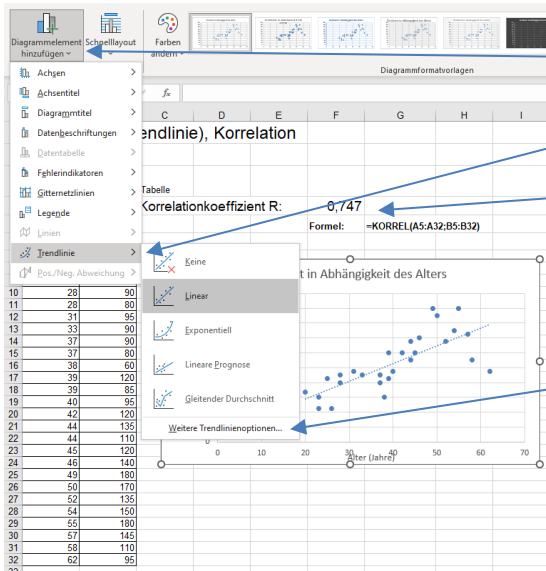 Diagrammelement hinzufügen
Schnelllayout
Farben ändern
Diagrammformatvorlagen
Achsen
Achsentitel
Diagrammtitel
Datenbeschriftungen
Datentabelle
Fehlerindikatoren
Gitternetzlinien
Legende
Linien
Trendlinie
Pos./Neg. Abweichung
fx
C D E F G H I
endlinie), Korrelation
Tabelle
Korrelationkoeffizient R: 0,747
Formel: =KORREL(A5:A32;B5:B32)
Keine
Linear
Exponentiell
Lineare Prognose
Gleitender Durchschnitt
Weitere Trendlinienoptionen...
t in Abhängigkeit des Alters
0
0 10 20 30 40 50 60 70
Alter (Jahre)
10 28 90
11 28 80
12 31 95
13 33 90
14 37 90
15 37 80
16 38 60
17 39 120
18 39 85
19 40 95
20 42 120
21 44 135
22 44 110
23 45 120
24 46 140
25 49 180
26 50 170
27 52 135
28 54 150
29 55 180
30 57 145
31 58 110
32 62 95